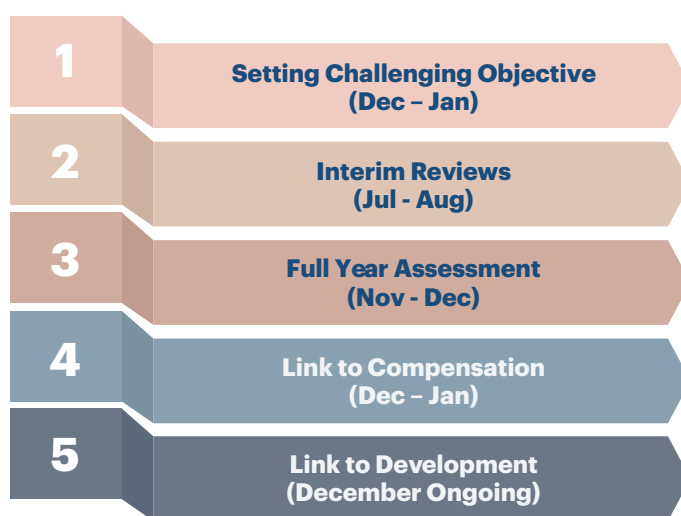 1
Setting Challenging Objective
(Dec – Jan)
2
Interim Reviews
(Jul - Aug)
3
Full Year Assessment
(Nov - Dec)
4
Link to Compensation
(Dec – Jan)
5
Link to Development
(December Ongoing)